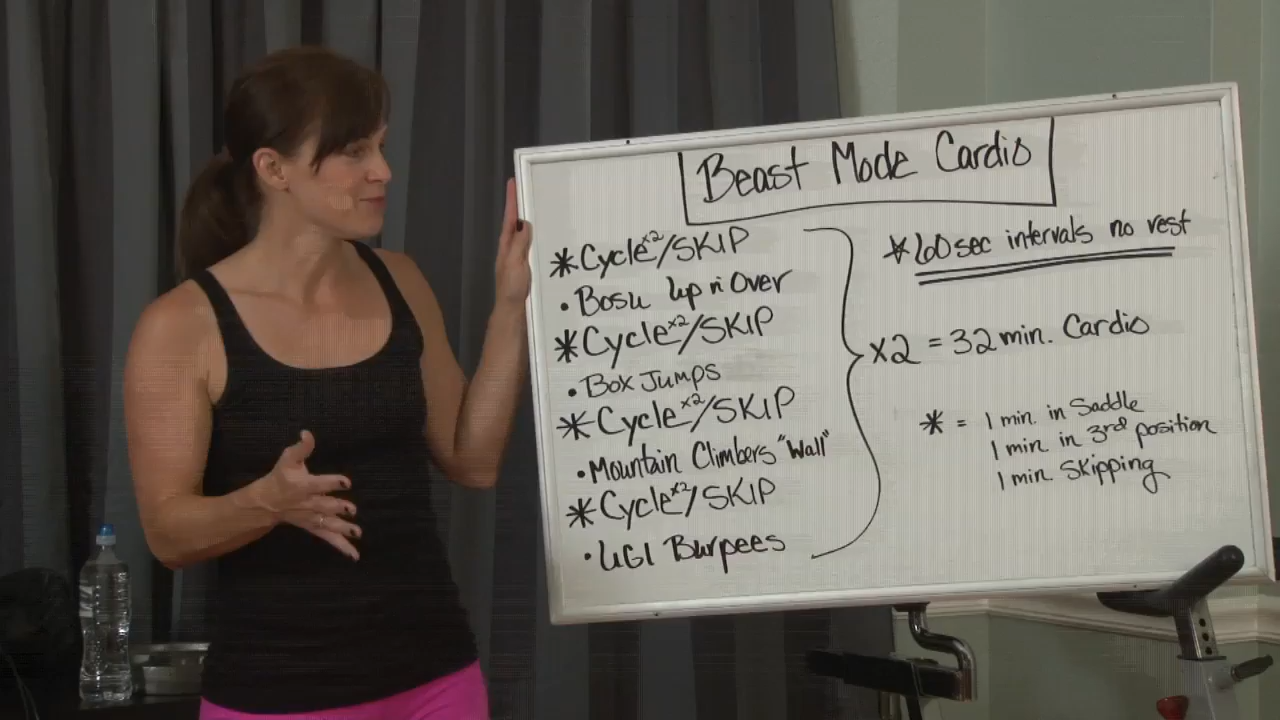 Beast Mode Cardio
*Cycle x2/SKIP
• Bosu Up n' Over
*Cycle x2/SKIP
• Box Jumps
*Cycle x2/SKIP
• Mountain Climbers "Wall"
*Cycle x2/SKIP
• UGI Burpees
*60sec intervals no rest
x2 = 32 min. Cardio
* = 1 min. in Saddle
1 min in 3rd position
1 min. Skipping